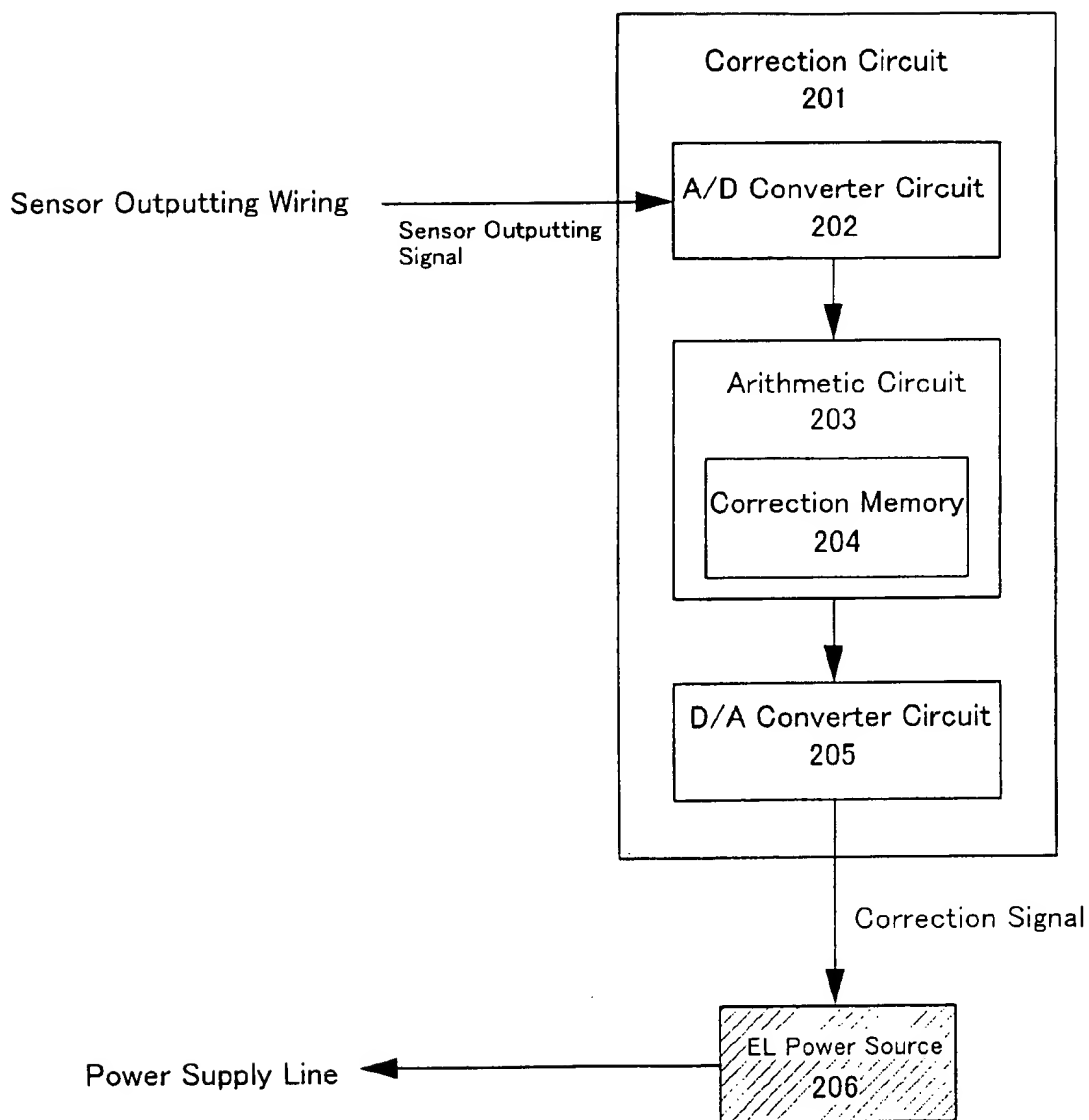 Correction Circuit
201
A/D Converter Circuit
202
Sensor Outputting Wiring
Sensor Outputting
Signal
Arithmetic Circuit
203
Correction Memory
204
D/A Converter Circuit
205
Correction Signal
EL Power Source
206
Power Supply Line